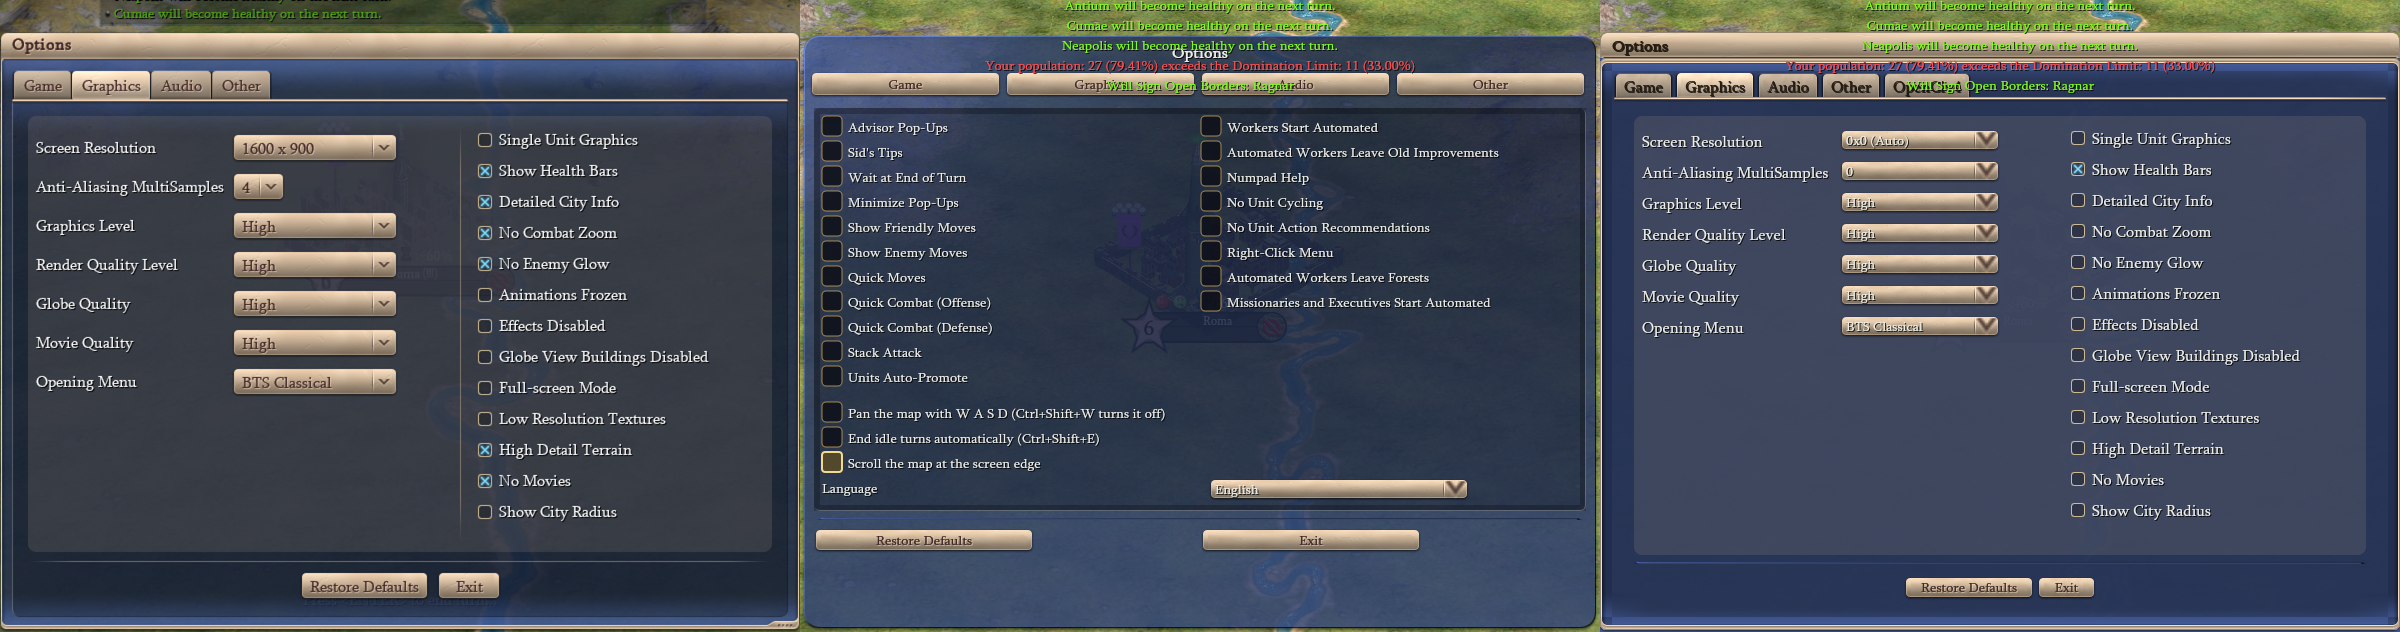 Cumae will become healthy on the next turn.
Options
Game
Graphics
Audio
Other
Screen Resolution
1600 x 900
Anti-Aliasing MultiSamples
4
Graphics Level
High
Render Quality Level
High
Globe Quality
High
Movie Quality
High
Opening Menu
BTS Classical
Single Unit Graphics
Show Health Bars
Detailed City Info
No Combat Zoom
No Enemy Glow
Animations Frozen
Effects Disabled
Globe View Buildings Disabled
Full-screen Mode
Low Resolution Textures
High Detail Terrain
No Movies
Show City Radius
Restore Defaults
Exit
Antium will become healthy on the next turn.
Cumae will become healthy on the next turn.
Neapolis will become healthy on the next turn.
Options
Your population: 27 (79.41%) exceeds the Domination Limit: 11 (33.00%)
Will Sign Open Borders: Ragnar
Game
Other
Advisor Pop-Ups
Sid's Tips
Wait at End of Turn
Minimize Pop-Ups
Show Friendly Moves
Show Enemy Moves
Quick Moves
Quick Combat (Offense)
Quick Combat (Defense)
Stack Attack
Units Auto-Promote
Workers Start Automated
Automated Workers Leave Old Improvements
Numpad Help
No Unit Cycling
No Unit Action Recommendations
Right-Click Menu
Automated Workers Leave Forests
Missionaries and Executives Start Automated
6
Roma
Pan the map with W A S D (Ctrl+Shift+W turns it off)
End idle turns automatically (Ctrl+Shift+E)
Scroll the map at the screen edge
Language
English
Restore Defaults
Exit
Antium will become healthy on the next turn.
Cumae will become healthy on the next turn.
Options
Neapolis will become healthy on the next turn.
Your population: 27 (79.41%) exceeds the Domination Limit: 11 (33.00%)
Will Sign Open Borders: Ragnar
Game
Graphics
Audio
Other
Screen Resolution
0x0 (Auto)
Anti-Aliasing MultiSamples
0
Graphics Level
High
Render Quality Level
High
Globe Quality
High
Movie Quality
High
Opening Menu
BTS Classical
Single Unit Graphics
Show Health Bars
Detailed City Info
No Combat Zoom
No Enemy Glow
Animations Frozen
Effects Disabled
Globe View Buildings Disabled
Full-screen Mode
Low Resolution Textures
High Detail Terrain
No Movies
Show City Radius
Restore Defaults
Exit